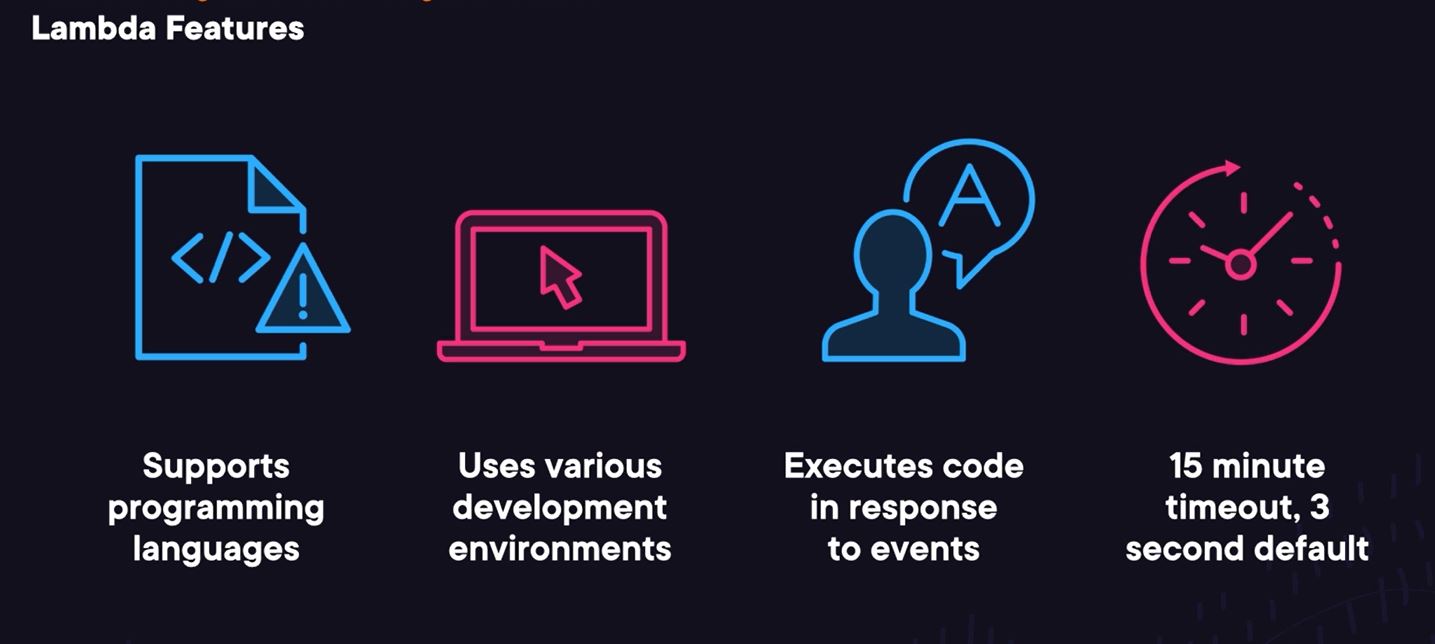 Lambda Features
A
Supports
programming
languages
Uses various
development
environments
Executes code
in response
to events
15 minute
timeout, 3
second default